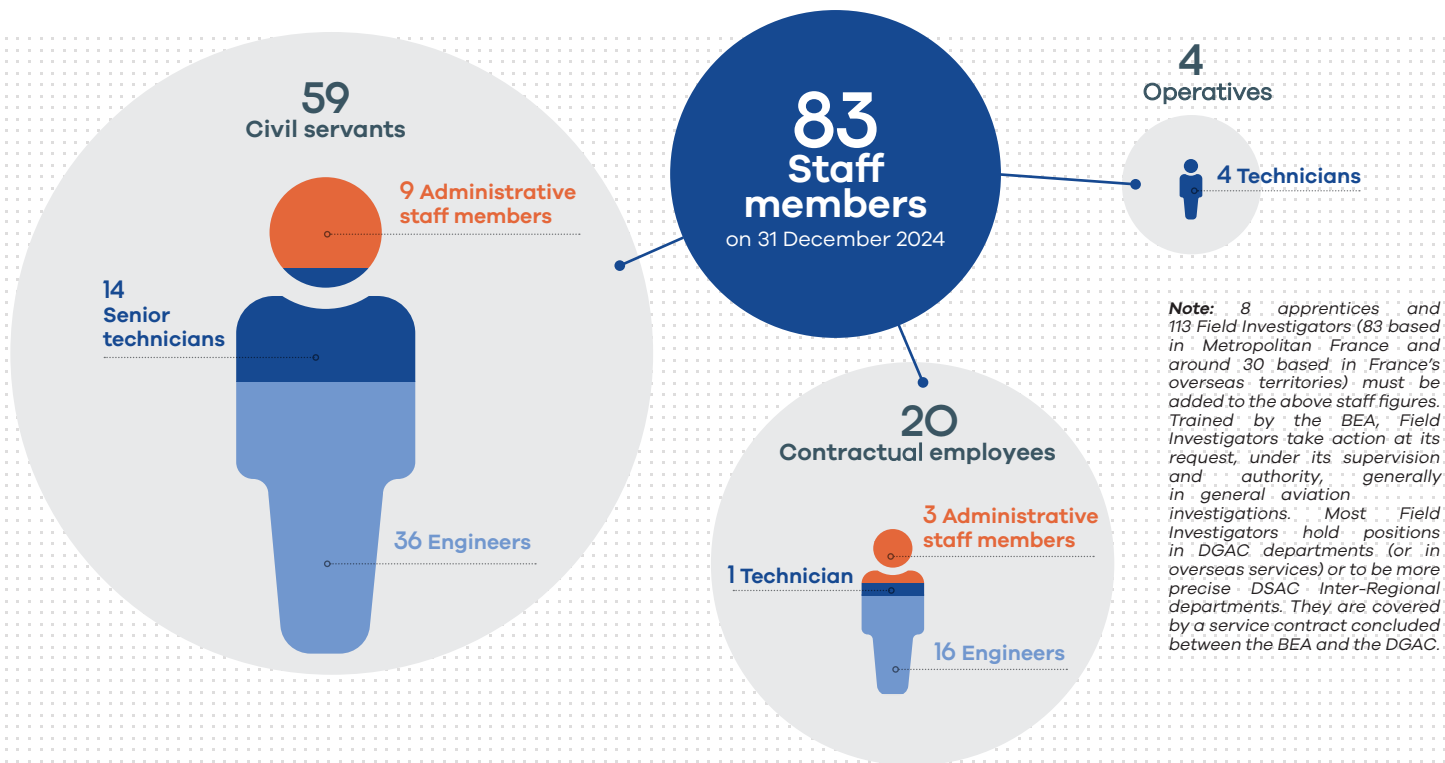 59
Civil servants
9 Administrative
staff members
14
Senior
technicians
36 Engineers
83
Staff
members
on 31 December 2024
4
Operatives
4 Technicians
20
Contractual employees
3 Administrative
staff members
1 Technician
16 Engineers
Note: 8 apprentices and
113 Field Investigators (83 based
in Metropolitan France and
around 30 based in France's
overseas territories) must be
added to the above staff figures.
Trained by the BEA, Field
Investigators take action at its
request, under its supervision
and authority, generally
in general aviation
investigations. Most Field
Investigators hold positions
in DGAC departments (or in
overseas services) or to be more
precise DSAC Inter-Regional
departments. They are covered
by a service contract concluded
between the BEA and the DGAC.